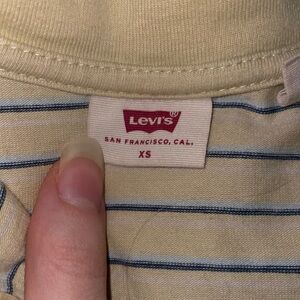 Levi's®
SAN FRANCISCO, CAL.
XS